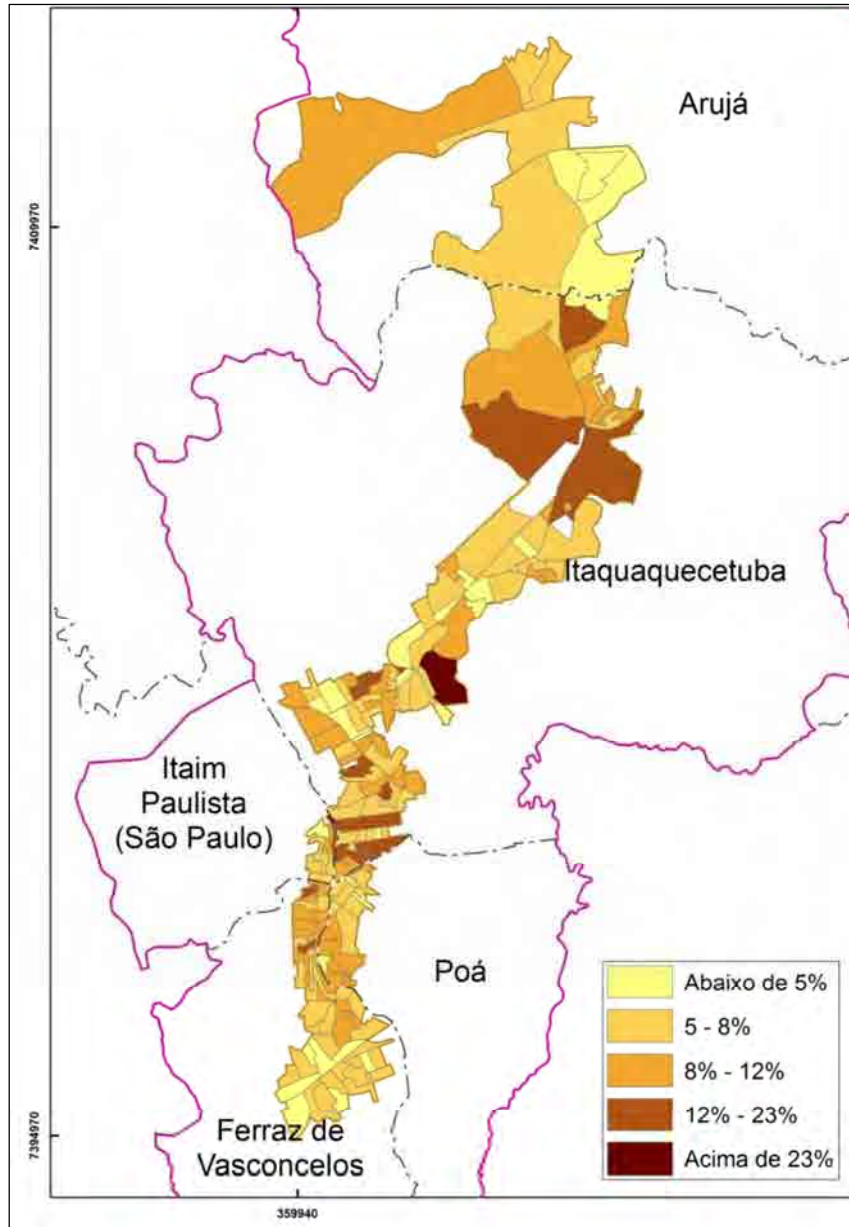 Arujá
7409970
Itaquaquecetuba
Itaim
Paulista
(São Paulo)
Poá
Abaixo de 5%
5 - 8%
8% - 12%
12% - 23%
Acima de 23%
Ferraz de
Vasconcelos
7394970
359940